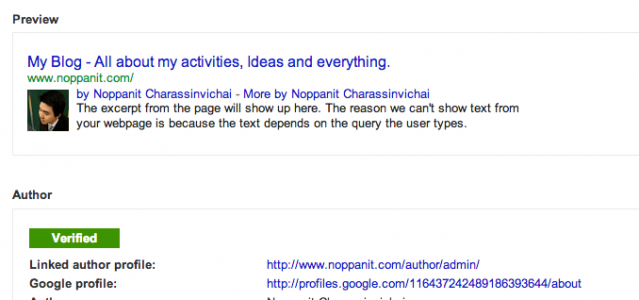 Preview
My Blog - All about my activities, Ideas and everything.
www.noppanit.com/
by Noppanit Charassinvichai - More by Noppanit Charassinvichai
The excerpt from the page will show up here. The reason we can't show text from
your webpage is because the text depends on the query the user types.
Author
Verified
Linked author profile: http://www.noppanit.com/author/admin/
Google profile: http://profiles.google.com/116437242489186393644/about